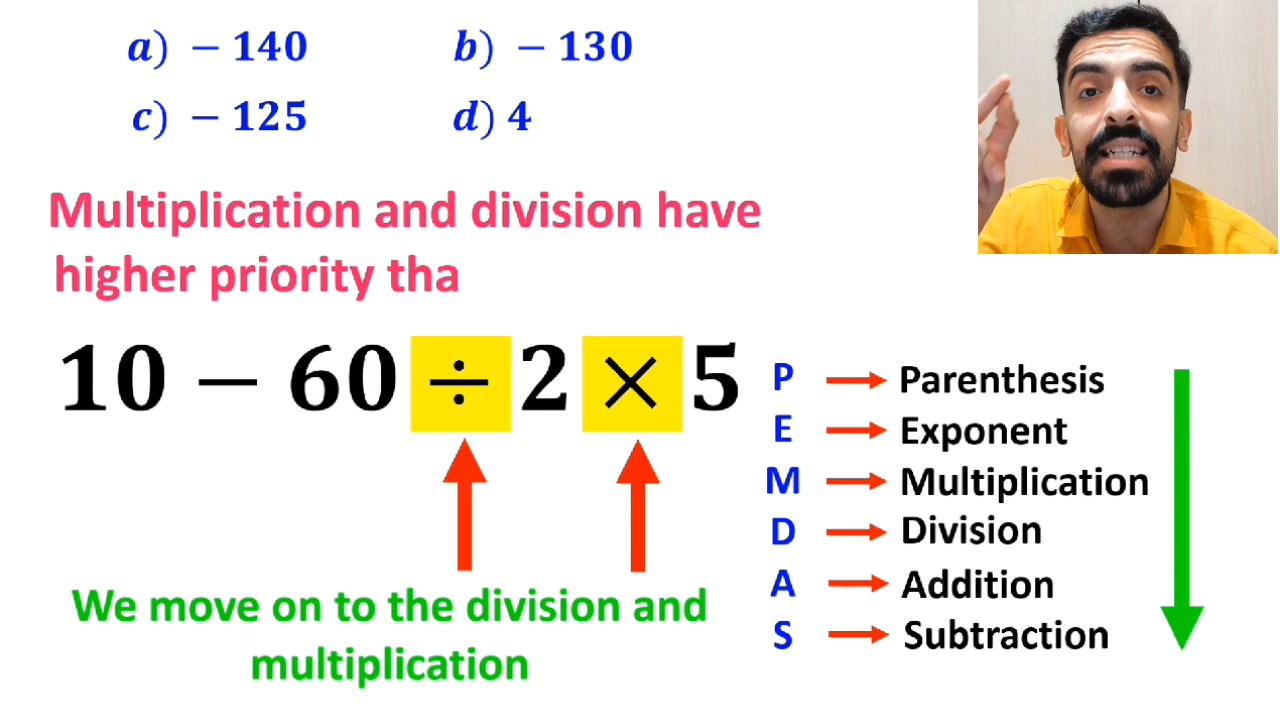 a) − 140 b) − 130
c) − 125 d) 4
Multiplication and division have
higher priority tha
10 − 60 ÷ 2 × 5
P → Parenthesis
E → Exponent
M → Multiplication
D → Division
A → Addition
S → Subtraction
We move on to the division and
multiplication